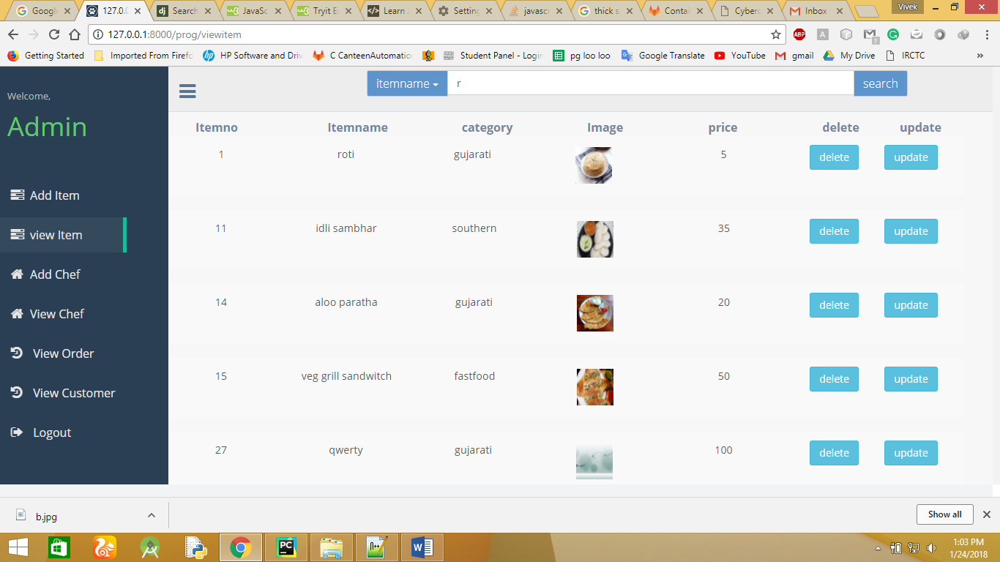 Google
127.0.0
Search
JavaSc
Tryit E
Learn
Setting
javascr
thick s
Contac
Cyberc
Inbox
Vivek
127.0.0.1:8000/prog/viewitem
ABP
A
?
Getting Started
Imported From Firefo
HP Software and Driv
C CanteenAutomatio
Student Panel - Login
pg loo loo
Google Translate
YouTube
gmail
My Drive
IRCTC
»
Welcome,
Admin
Add Item
view Item
Add Chef
View Chef
View Order
View Customer
Logout
itemname r search
Itemno Itemname category Image price delete update
1 roti gujarati 5 delete update
11 idli sambhar southern 35 delete update
14 aloo paratha gujarati 20 delete update
15 veg grill sandwitch fastfood 50 delete update
27 qwerty gujarati 100 delete update
b.jpg
Show all
PC
W
1:03 PM
1/24/2018